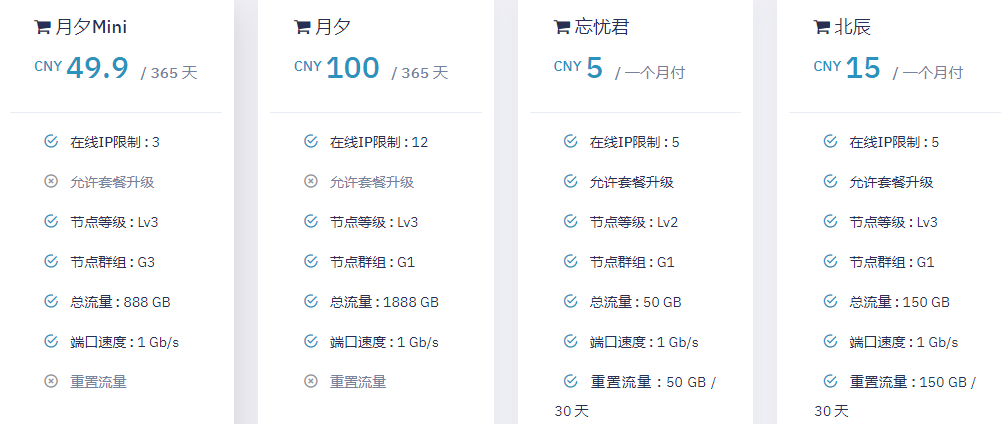 月夕Mini
CNY 49.9 / 365 天
在线IP限制 : 3
允许套餐升级
节点等级 : Lv3
节点群组 : G3
总流量 : 888 GB
端口速度 : 1 Gb/s
重置流量
月夕
CNY 100 / 365 天
在线IP限制 : 12
允许套餐升级
节点等级 : Lv3
节点群组 : G1
总流量 : 1888 GB
端口速度 : 1 Gb/s
重置流量
忘忧君
CNY 5 / 一个月付
在线IP限制 : 5
允许套餐升级
节点等级 : Lv2
节点群组 : G1
总流量 : 50 GB
端口速度 : 1 Gb/s
重置流量 : 50 GB /
30 天
北辰
CNY 15 / 一个月付
在线IP限制 : 5
允许套餐升级
节点等级 : Lv3
节点群组 : G1
总流量 : 150 GB
端口速度 : 1 Gb/s
重置流量 : 150 GB /
30 天